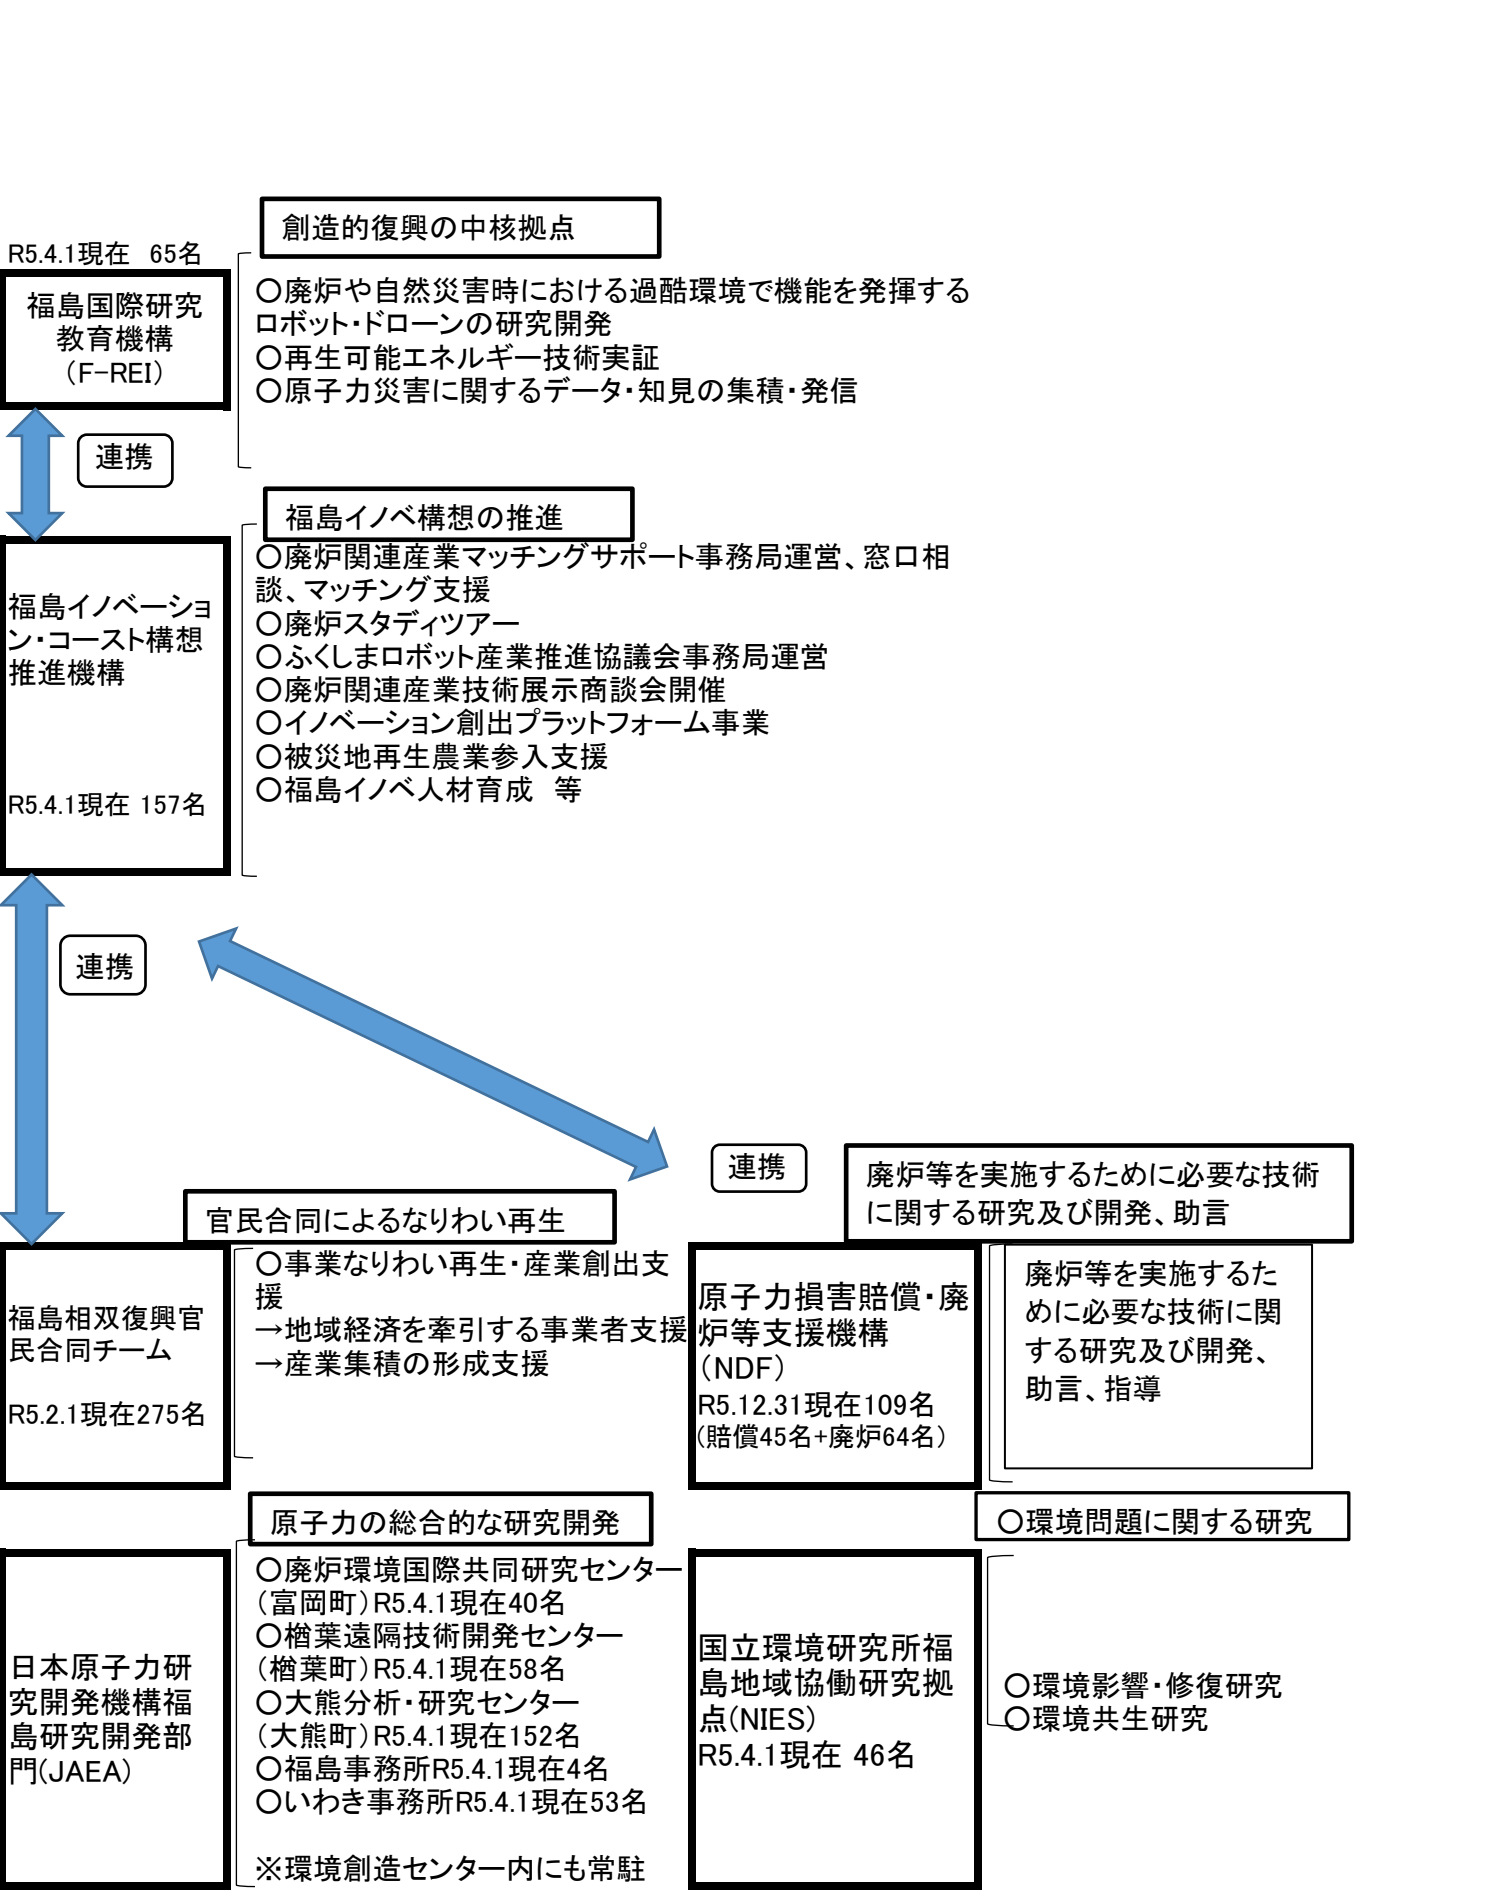 創造的復興の中核拠点
R5.4.1現在　65名
福島国際研究
教育機構
（F-REI）
〇廃炉や自然災害時における過酷環境で機能を発揮する
ロボット・ドローンの研究開発
〇再生可能エネルギー技術実証
〇原子力災害に関するデータ・知見の集積・発信
連携
福島イノベ構想の推進
福島イノベーショ
ン・コースト構想
推進機構
R5.4.1現在 157名
〇廃炉関連産業マッチングサポート事務局運営、窓口相
談、マッチング支援
〇廃炉スタディツアー
〇ふくしまロボット産業推進協議会事務局運営
〇廃炉関連産業技術展示商談会開催
〇イノベーション創出プラットフォーム事業
〇被災地再生農業参入支援
〇福島イノベ人材育成　等
連携
連携
官民合同によるなりわい再生
福島相双復興官
民合同チーム
R5.2.1現在275名
〇事業なりわい再生・産業創出支
援
→地域経済を牽引する事業者支援
→産業集積の形成支援
廃炉等を実施するために必要な技術
に関する研究及び開発、助言
原子力損害賠償・廃
炉等支援機構
（NDF）
R5.12.31現在109名
(賠償45名+廃炉64名）
廃炉等を実施するた
めに必要な技術に関
する研究及び開発、
助言、指導
原子力の総合的な研究開発
日本原子力研
究開発機構福
島研究開発部
門(JAEA)
〇廃炉環境国際共同研究センター
（富岡町）R5.4.1現在40名
〇楢葉遠隔技術開発センター
(楢葉町）R5.4.1現在58名
〇大熊分析・研究センター
（大熊町）R5.4.1現在152名
〇福島事務所R5.4.1現在4名
〇いわき事務所R5.4.1現在53名
※環境創造センター内にも常駐
〇環境問題に関する研究
国立環境研究所福
島地域協働研究拠
点(NIES)
R5.4.1現在 46名
〇環境影響・修復研究
〇環境共生研究